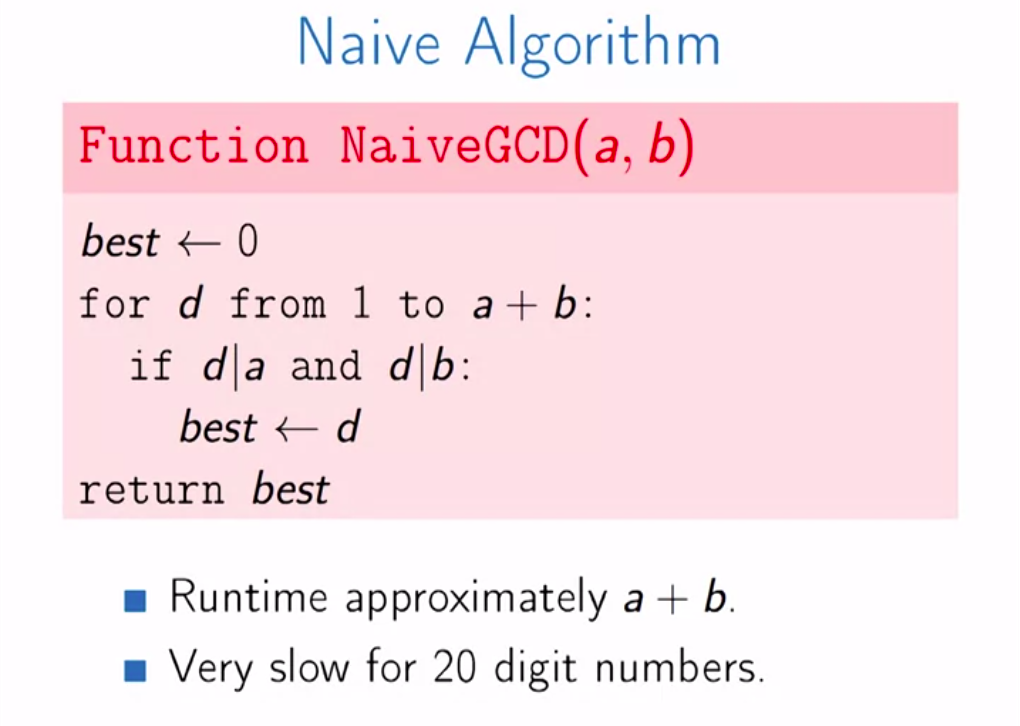 Naive Algorithm
Function NaiveGCD(a, b)
best ← 0
for d from 1 to a + b:
if d|a and d|b:
best ← d
return best
■ Runtime approximately a + b.
■ Very slow for 20 digit numbers.